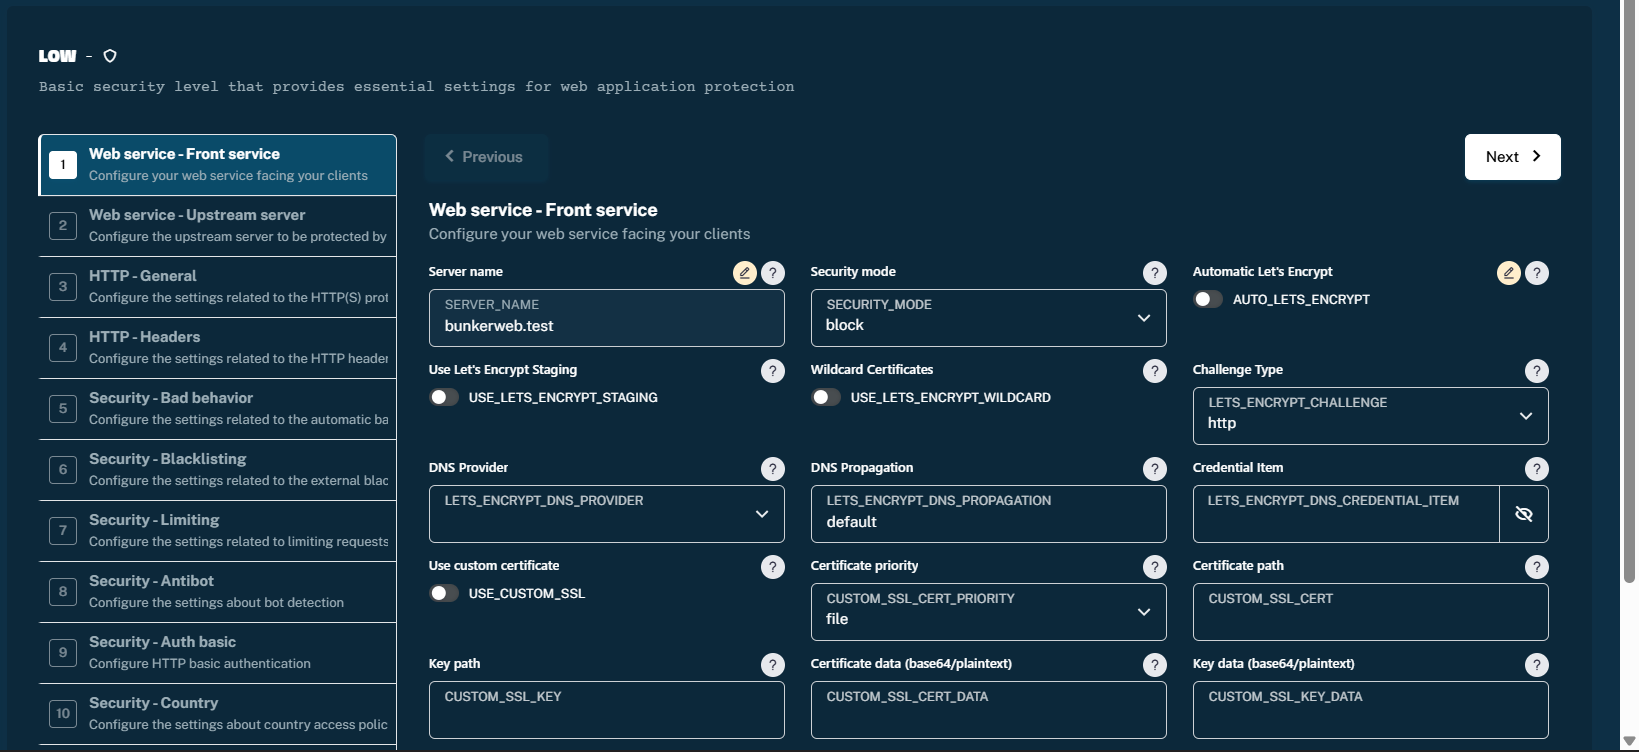 LOW -
Basic security level that provides essential settings for web application protection
1
Web service - Front service
Configure your web service facing your clients
2
Web service - Upstream server
Configure the upstream server to be protected by
3
HTTP - General
Configure the settings related to the HTTP(S) prot
4
HTTP - Headers
Configure the settings related to the HTTP header
5
Security - Bad behavior
Configure the settings related to the automatic ba
6
Security - Blacklisting
Configure the settings related to the external blac
7
Security - Limiting
Configure the settings related to limiting requests
8
Security - Antibot
Configure the settings about bot detection
9
Security - Auth basic
Configure HTTP basic authentication
10
Security - Country
Configure the settings about country access polic
Previous
Next
Web service - Front service
Configure your web service facing your clients
Server name ?
SERVER_NAME
bunkerweb.test
Security mode ?
SECURITY_MODE
block
Automatic Let's Encrypt ?
AUTO_LETS_ENCRYPT
Use Let's Encrypt Staging ?
USE_LETS_ENCRYPT_STAGING
Wildcard Certificates ?
USE_LETS_ENCRYPT_WILDCARD
Challenge Type ?
LETS_ENCRYPT_CHALLENGE
http
DNS Provider ?
LETS_ENCRYPT_DNS_PROVIDER
DNS Propagation ?
LETS_ENCRYPT_DNS_PROPAGATION
default
Credential Item ?
LETS_ENCRYPT_DNS_CREDENTIAL_ITEM
Use custom certificate ?
USE_CUSTOM_SSL
Certificate priority ?
CUSTOM_SSL_CERT_PRIORITY
file
Certificate path ?
CUSTOM_SSL_CERT
Key path ?
CUSTOM_SSL_KEY
Certificate data (base64/plaintext) ?
CUSTOM_SSL_CERT_DATA
Key data (base64/plaintext) ?
CUSTOM_SSL_KEY_DATA